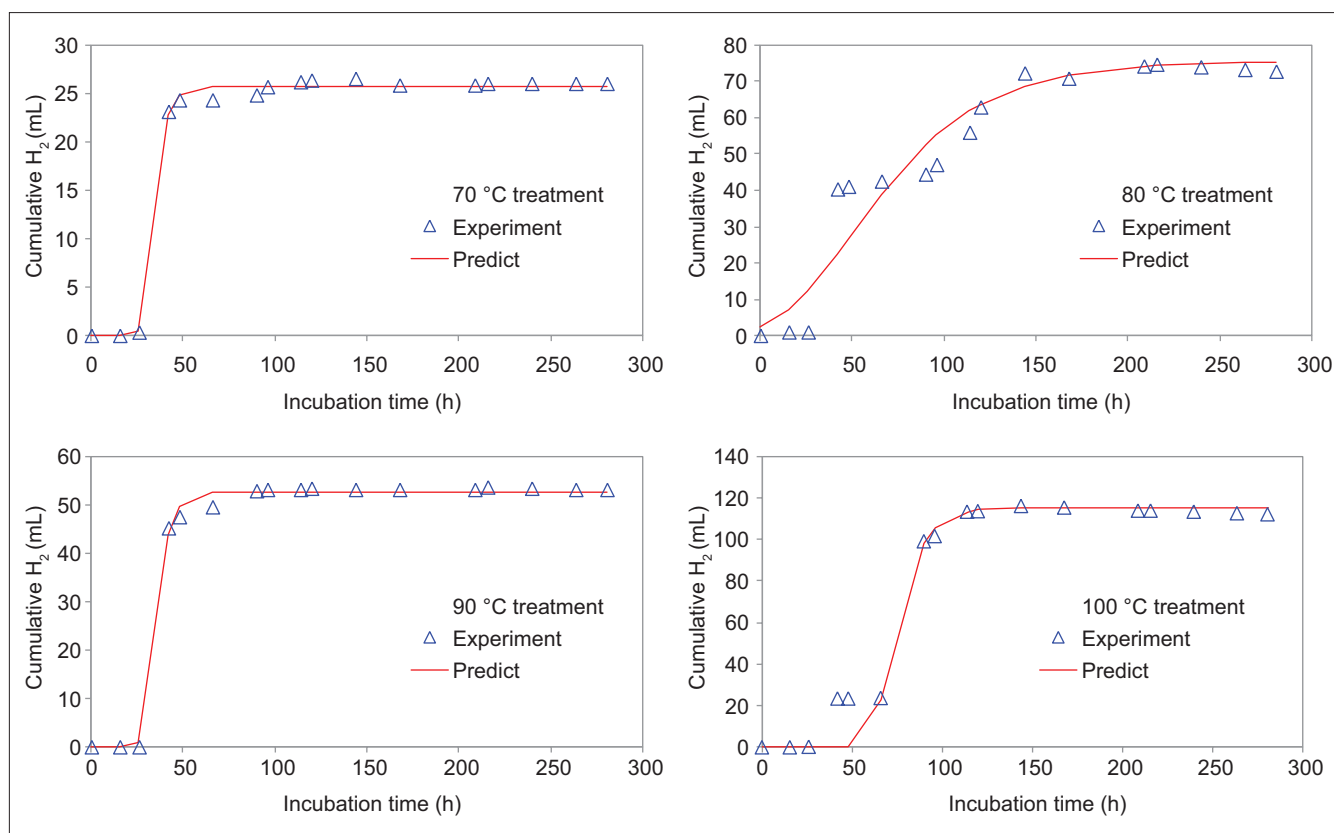 30
25
20
15
10
5
0
Cumulative H2 (mL)
70 °C treatment
Experiment
Predict
0 50 100 150 200 250 300
Incubation time (h)
80
70
60
50
40
30
20
10
0
Cumulative H2 (mL)
80 °C treatment
Experiment
Predict
0 50 100 150 200 250 300
Incubation time (h)
60
50
40
30
20
10
0
Cumulative H2 (mL)
90 °C treatment
Experiment
Predict
0 50 100 150 200 250 300
Incubation time (h)
140
120
100
80
60
40
20
0
Cumulative H2 (mL)
100 °C treatment
Experiment
Predict
0 50 100 150 200 250 300
Incubation time (h)